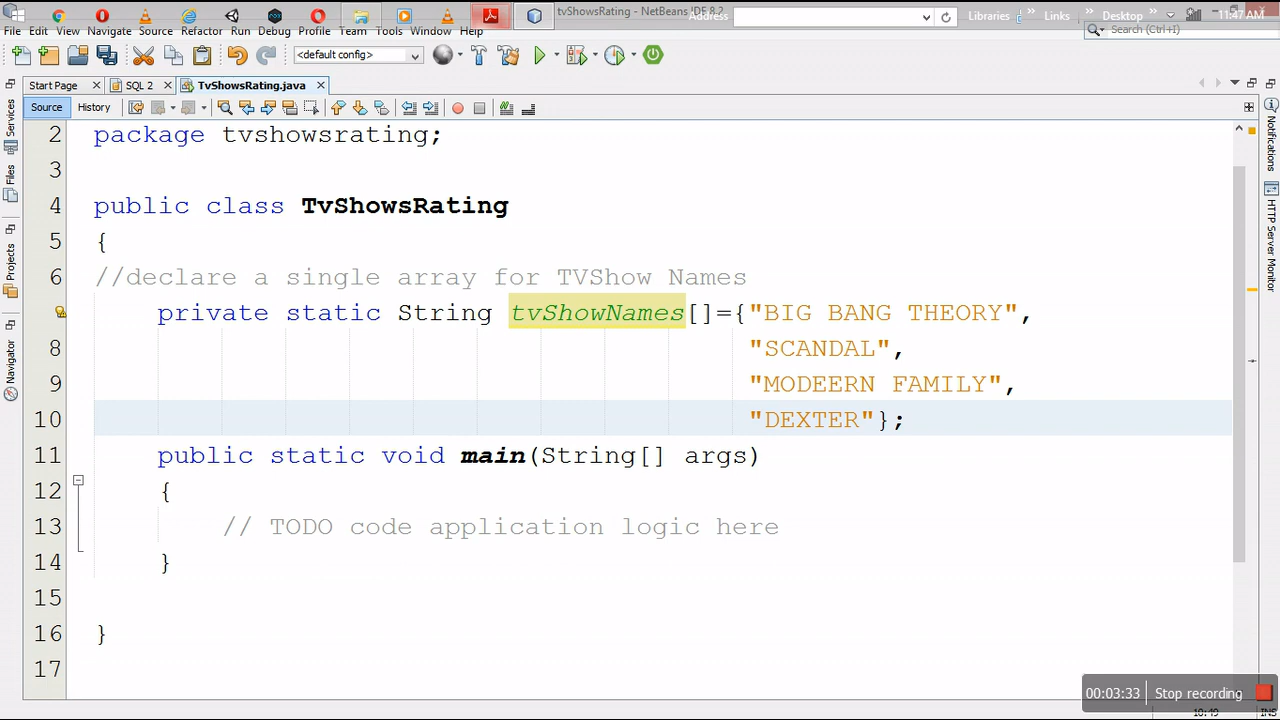 tvShowsRating - NetBeans IDE 8.2
Address
Libraries
Links
Desktop
11:47 AM
File Edit View Navigate Source Refactor Run Debug Profile Team Tools Window Help
Search (Ctrl+I)
<default config>
Start Page
SQL 2
TvShowsRating.java
Source History
Services
Files
Projects
Navigator
Notifications
HTTP Server Monitor
2 package tvshowsrating;
3
4 public class TvShowsRating
5 {
6 //declare a single array for TVShow Names
private static String tvShowNames[]={"BIG BANG THEORY",
8 "SCANDAL",
9 "MODEERN FAMILY",
10 "DEXTER"};
11 public static void main(String[] args)
12 {
13 // TODO code application logic here
14 }
15
16 }
17
00:03:33 Stop recording
10:49 INS